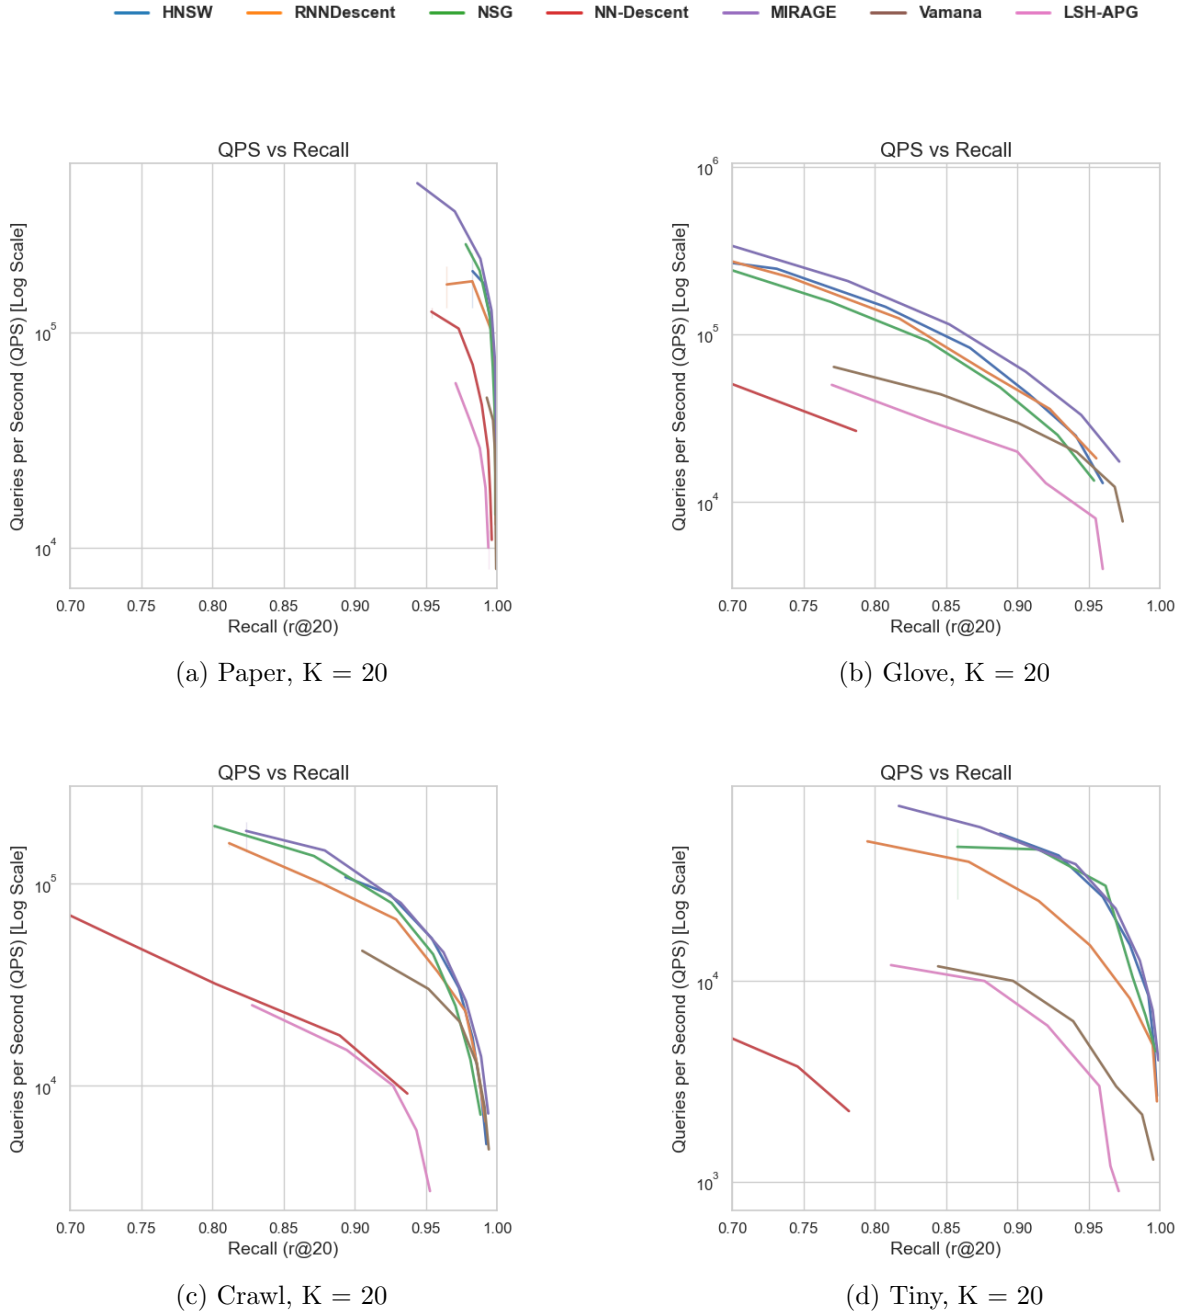 HNSW RNNDescent NSG NN-Descent MIRAGE Vamana LSH-APG
QPS vs Recall
Queries per Second (QPS) [Log Scale]
10^5
10^4
0.70 0.75 0.80 0.85 0.90 0.95 1.00
Recall (r@20)
(a) Paper, K = 20
QPS vs Recall
Queries per Second (QPS) [Log Scale]
10^6
10^5
10^4
0.70 0.75 0.80 0.85 0.90 0.95 1.00
Recall (r@20)
(b) Glove, K = 20
QPS vs Recall
Queries per Second (QPS) [Log Scale]
10^5
10^4
0.70 0.75 0.80 0.85 0.90 0.95 1.00
Recall (r@20)
(c) Crawl, K = 20
QPS vs Recall
Queries per Second (QPS) [Log Scale]
10^4
10^3
0.70 0.75 0.80 0.85 0.90 0.95 1.00
Recall (r@20)
(d) Tiny, K = 20